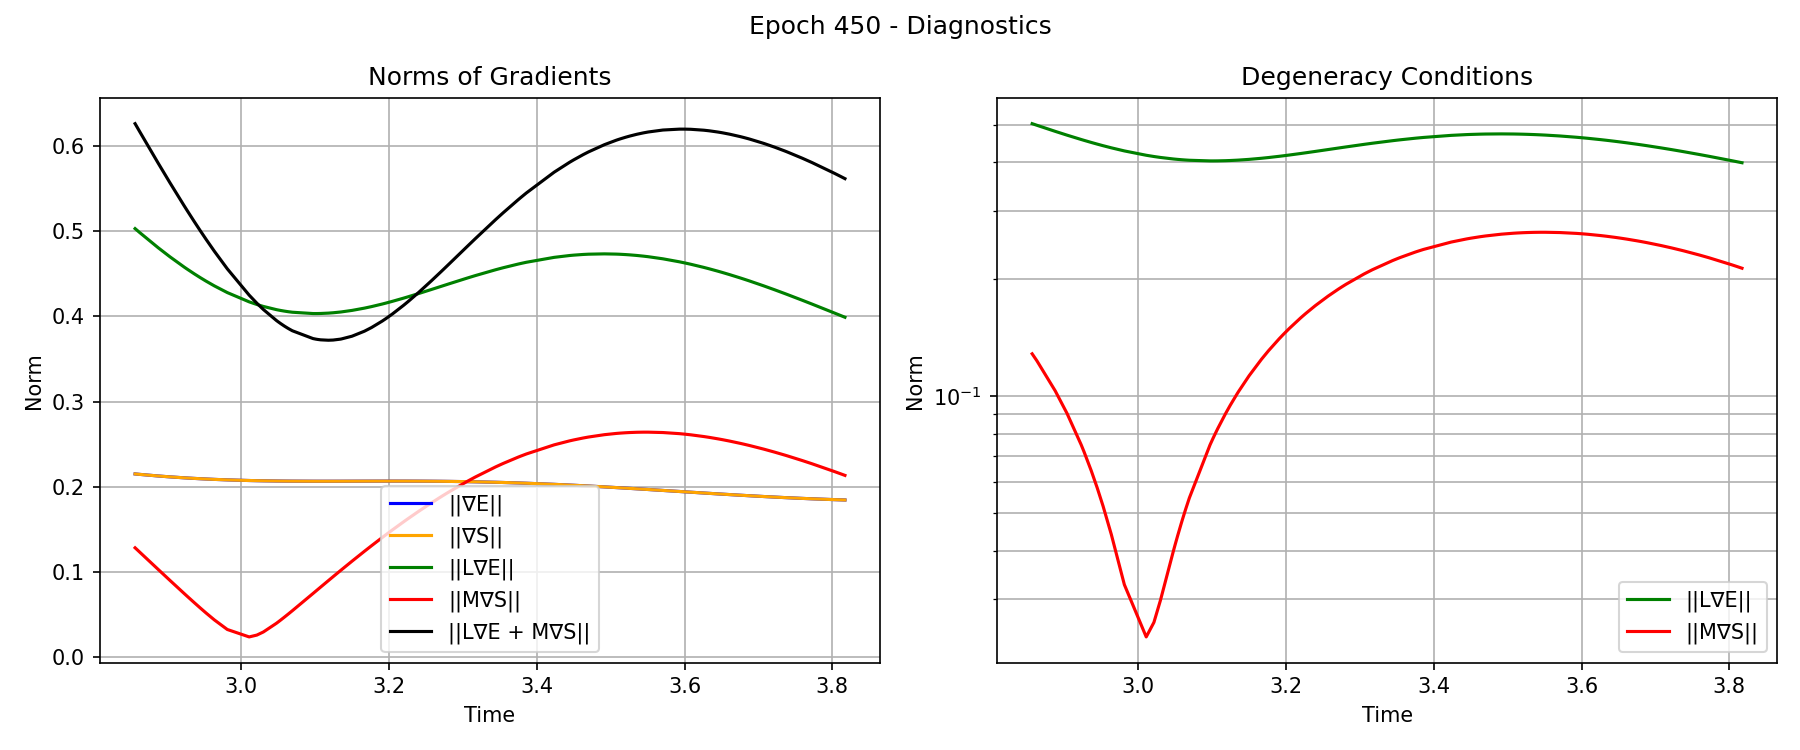 Epoch 450 - Diagnostics
Norms of Gradients
Norm
0.6
0.5
0.4
0.3
0.2
0.1
0.0
3.0
3.2
3.4
3.6
3.8
Time
||∇E||
||∇S||
||L∇E||
||M∇S||
||L∇E + M∇S||
Degeneracy Conditions
Norm
10⁻¹
3.0
3.2
3.4
3.6
3.8
Time
||L∇E||
||M∇S||